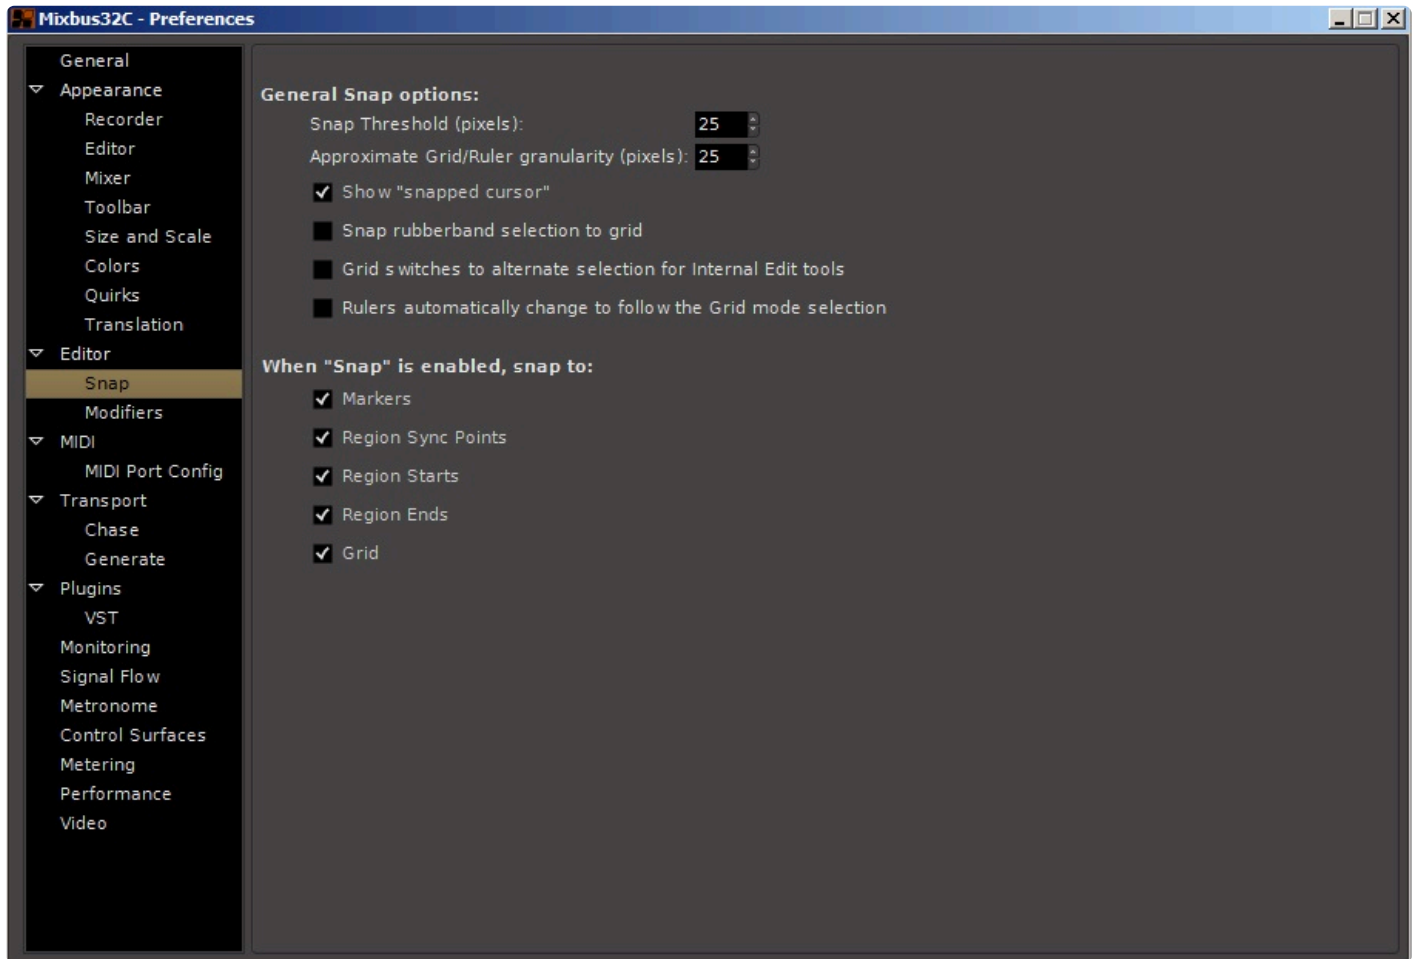 Mixbus32C - Preferences
General
Appearance
Recorder
Editor
Mixer
Toolbar
Size and Scale
Colors
Quirks
Translation
Editor
Snap
Modifiers
MIDI
MIDI Port Config
Transport
Chase
Generate
Plugins
VST
Monitoring
Signal Flow
Metronome
Control Surfaces
Metering
Performance
Video
General Snap options:
Snap Threshold (pixels): 25
Approximate Grid/Ruler granularity (pixels): 25
Show "snapped cursor"
Snap rubberband selection to grid
Grid switches to alternate selection for Internal Edit tools
Rulers automatically change to follow the Grid mode selection
When "Snap" is enabled, snap to:
Markers
Region Sync Points
Region Starts
Region Ends
Grid